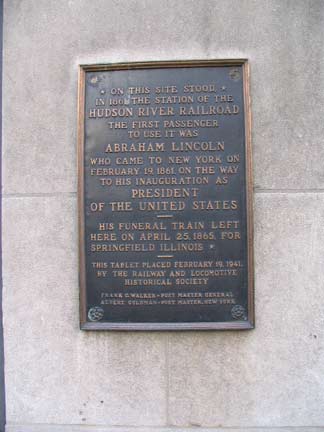 ★ ON THIS SITE STOOD, ★
IN 1861, THE STATION OF THE
HUDSON RIVER RAILROAD
THE FIRST PASSENGER
TO USE IT WAS
ABRAHAM LINCOLN
WHO CAME TO NEW YORK ON
FEBRUARY 19, 1861, ON THE WAY
TO HIS INAUGURATION AS
PRESIDENT
OF THE UNITED STATES
HIS FUNERAL TRAIN LEFT
HERE ON APRIL 25, 1865, FOR
SPRINGFIELD ILLINOIS ★
THIS TABLET PLACED FEBRUARY 19, 1941,
BY THE RAILWAY AND LOCOMOTIVE
HISTORICAL SOCIETY
FRANK C. WALKER - POST MASTER GENERAL
ALBERT GOLDMAN - POST MASTER, NEW YORK